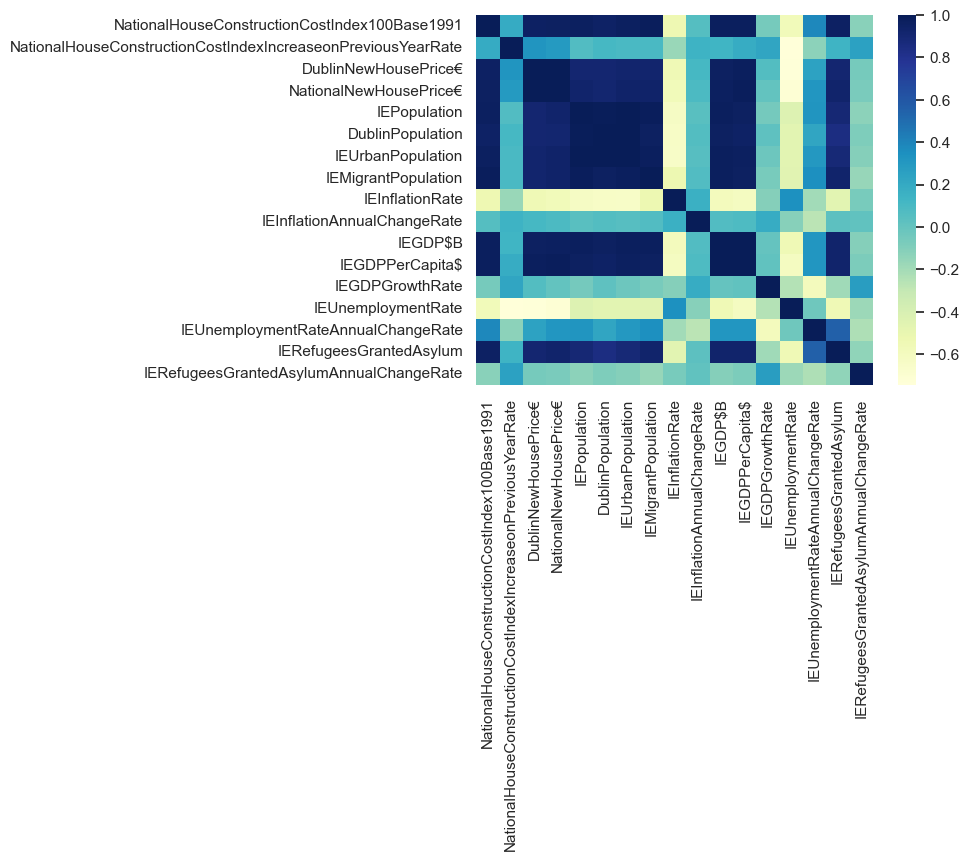 NationalHouseConstructionCostIndex100Base1991
NationalHouseConstructionCostIndexIncreaseonPreviousYearRate
DublinNewHousePrice€
NationalNewHousePrice€
IEPopulation
DublinPopulation
IEUrbanPopulation
IEMigrantPopulation
IEInflationRate
IEInflationAnnualChangeRate
IEGDP$B
IEGDPPerCapita$
IEGDPGrowthRate
IEUnemploymentRate
IEUnemploymentRateAnnualChangeRate
IERefugeesGrantedAsylum
IERefugeesGrantedAsylumAnnualChangeRate
NationalHouseConstructionCostIndex100Base1991
NationalHouseConstructionCostIndexIncreaseonPreviousYearRate
DublinNewHousePrice€
NationalNewHousePrice€
IEPopulation
DublinPopulation
IEUrbanPopulation
IEMigrantPopulation
IEInflationRate
IEInflationAnnualChangeRate
IEGDP$B
IEGDPPerCapita$
IEGDPGrowthRate
IEUnemploymentRate
IEUnemploymentRateAnnualChangeRate
IERefugeesGrantedAsylum
IERefugeesGrantedAsylumAnnualChangeRate
1.0
0.8
0.6
0.4
0.2
0.0
−0.2
−0.4
−0.6